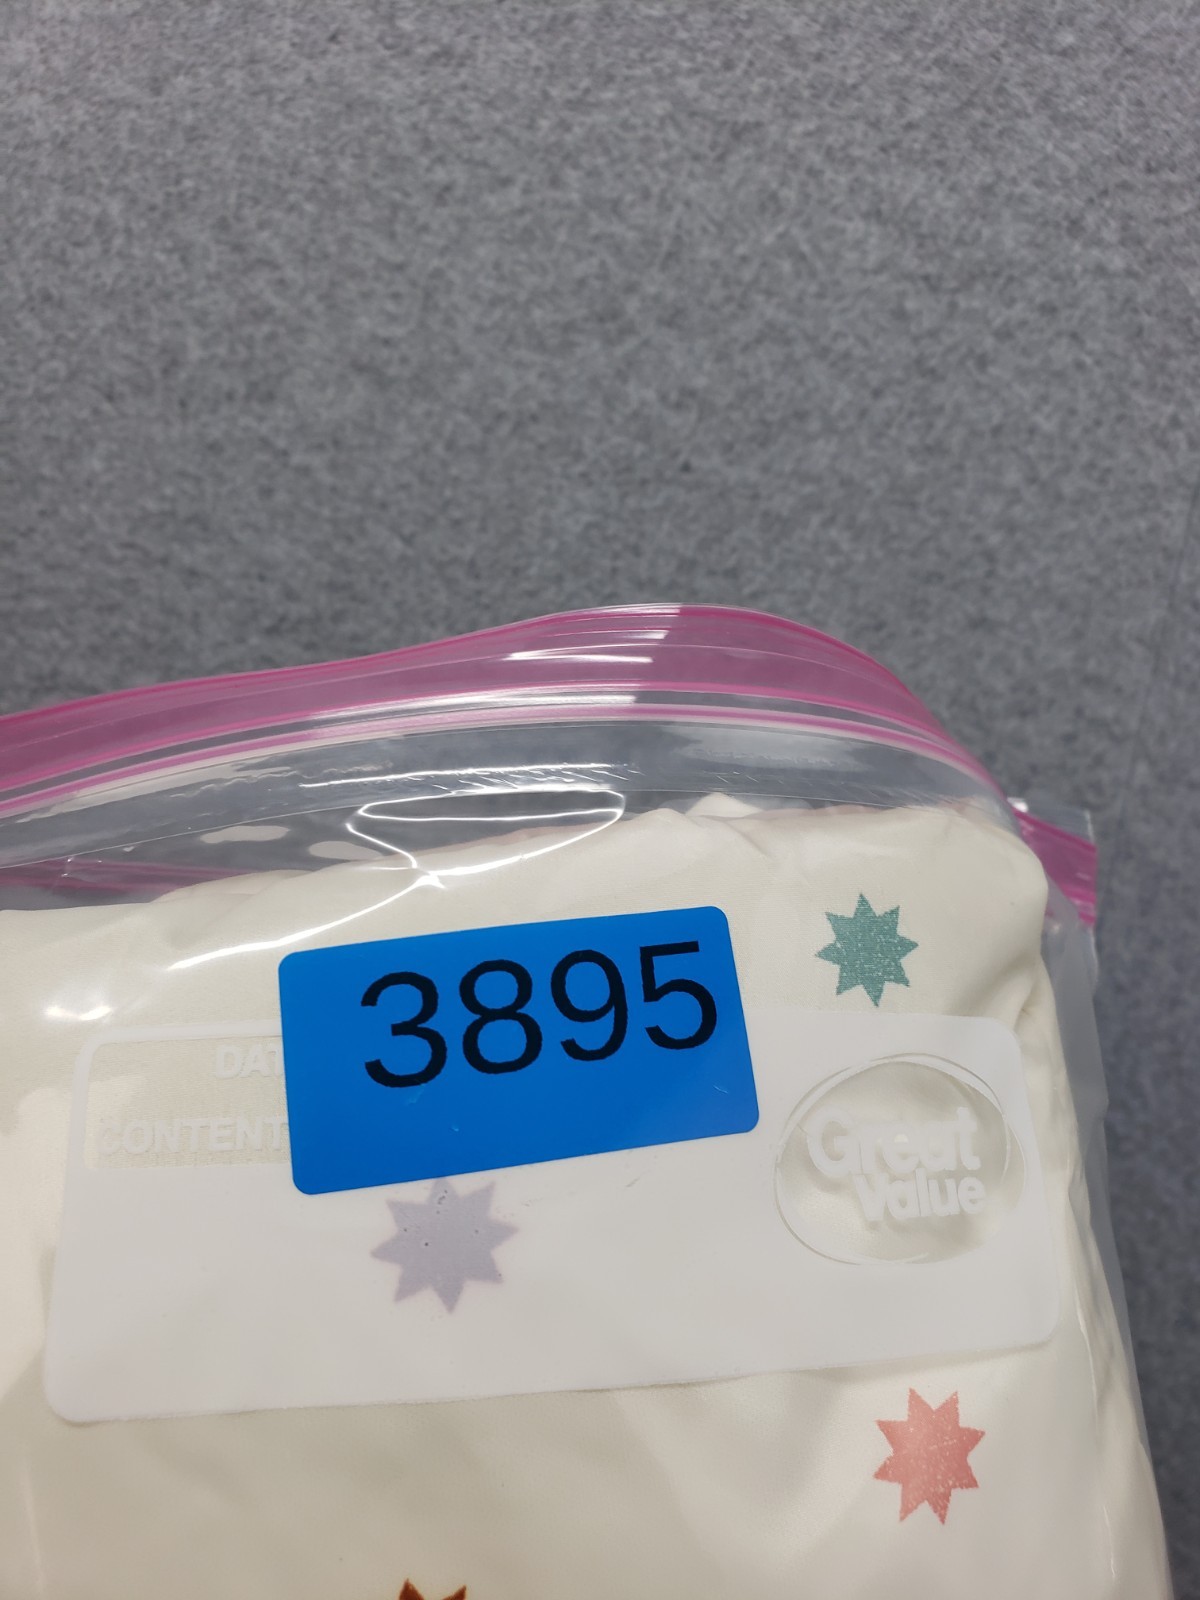 3895
DAT
CONTENT
Great
Value